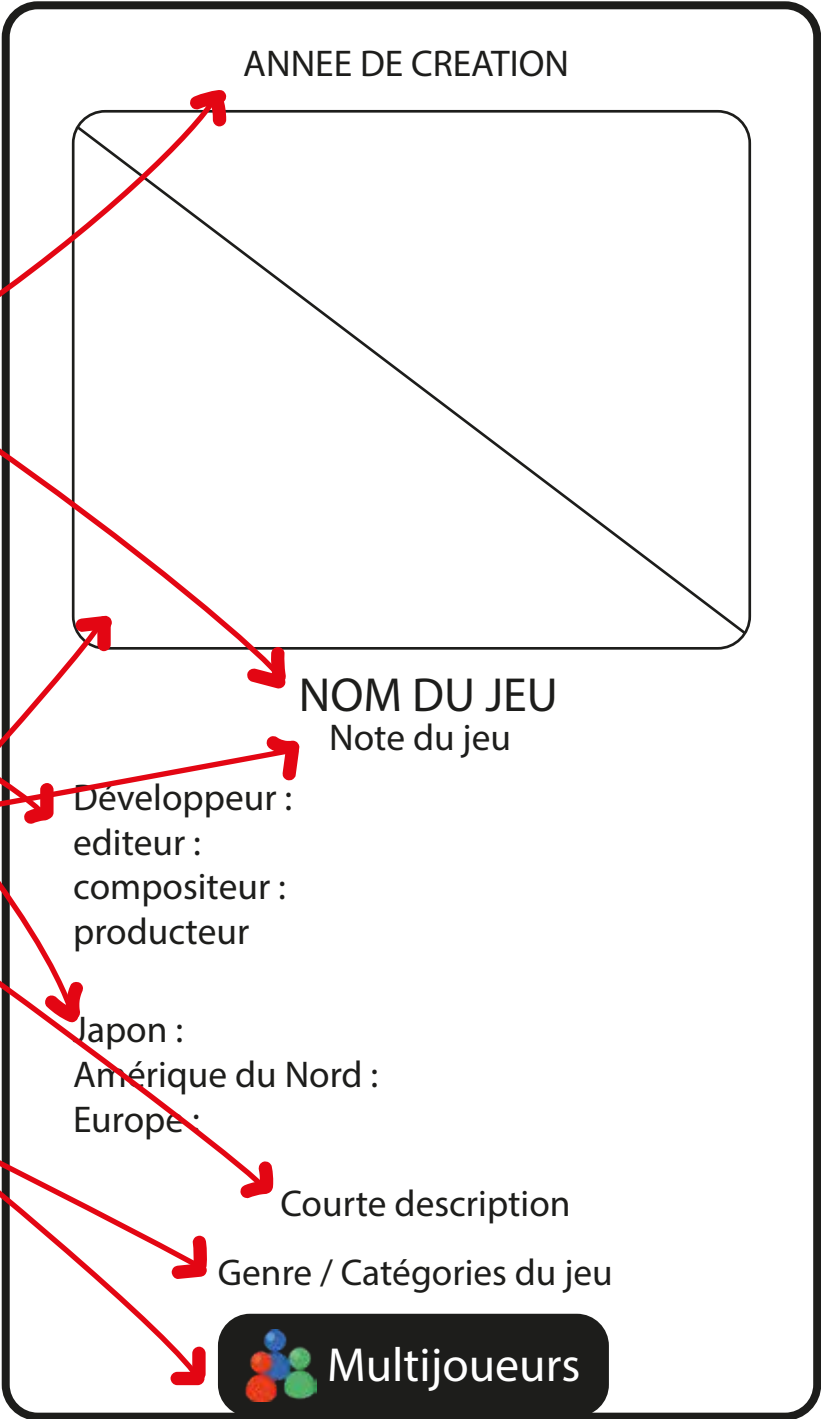 ANNEE DE CREATION
NOM DU JEU
Note du jeu
Développeur :
editeur :
compositeur :
producteur
Japon :
Amérique du Nord :
Europe :
Courte description
Genre / Catégories du jeu
Multijoueurs